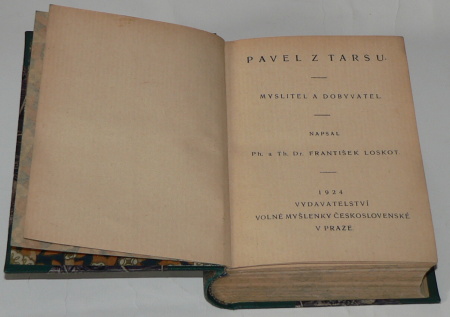 PAVEL Z TARSU.
MYSLITEL A DOBYVATEL
NAPSAL
Ph. a Th. Dr. FRANTIŠEK LOSKOT.
1924
VYDAVATELSTVÍ
VOLNÉ MYŠLENKY ČESKOSLOVENSKÉ
V PRAZE.